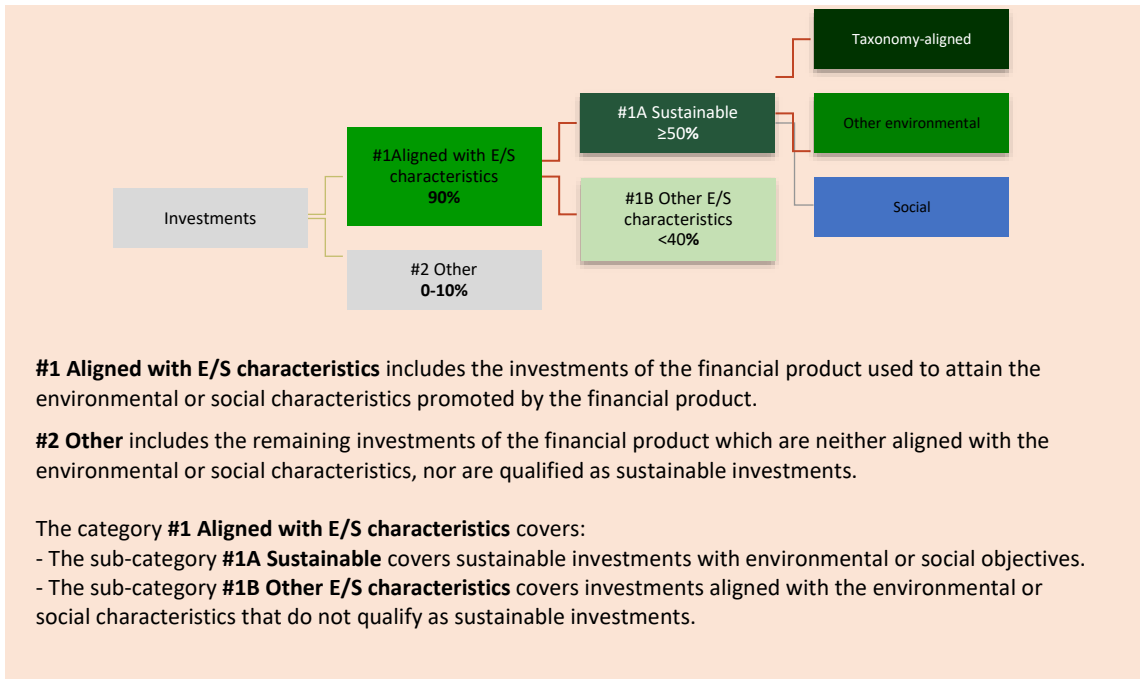 Taxonomy-aligned
#1A Sustainable
≥50%
Other environmental
#1Aligned with E/S
characteristics
90%
#1B Other E/S
characteristics
<40%
Social
Investments
#2 Other
0-10%
#1 Aligned with E/S characteristics includes the investments of the financial product used to attain the
environmental or social characteristics promoted by the financial product.
#2 Other includes the remaining investments of the financial product which are neither aligned with the
environmental or social characteristics, nor are qualified as sustainable investments.
The category #1 Aligned with E/S characteristics covers:
- The sub-category #1A Sustainable covers sustainable investments with environmental or social objectives.
- The sub-category #1B Other E/S characteristics covers investments aligned with the environmental or
social characteristics that do not qualify as sustainable investments.